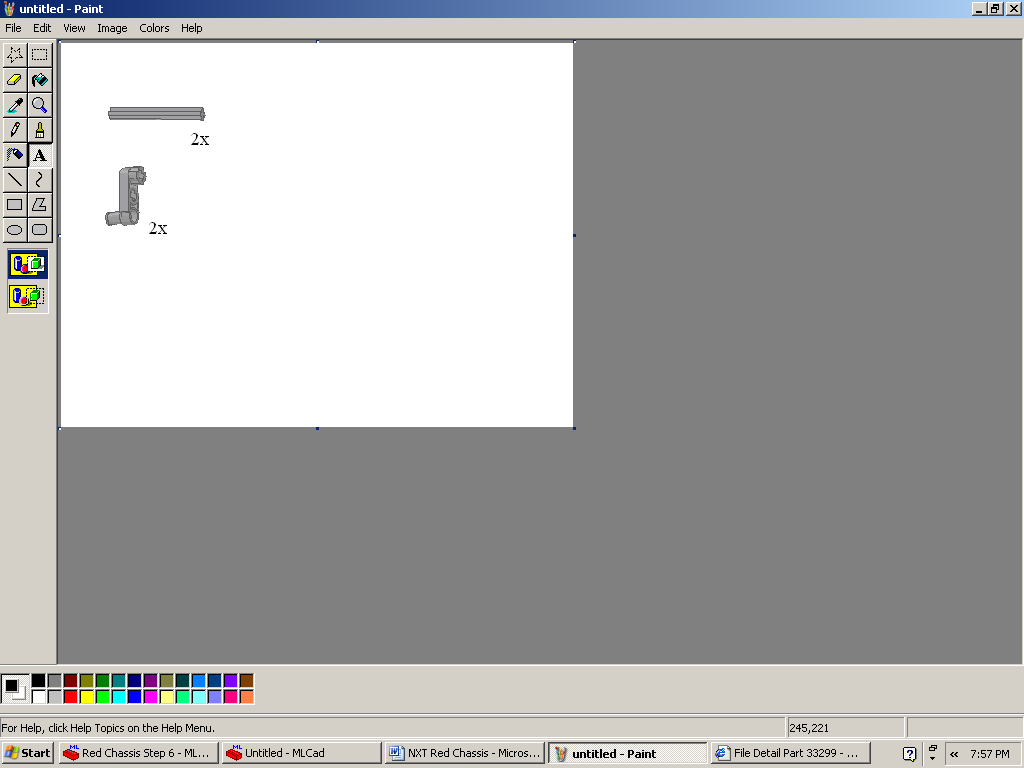 untitled - Paint
File Edit View Image Colors Help
A
2x
2x
For Help, click Help Topics on the Help Menu.
245,221
Start
ML
Red Chassis Step 6 - ML...
ML
Untitled - MLCad
NXT Red Chassis - Micros...
untitled - Paint
File Detail Part 33299 - ...
?
«
7:57 PM